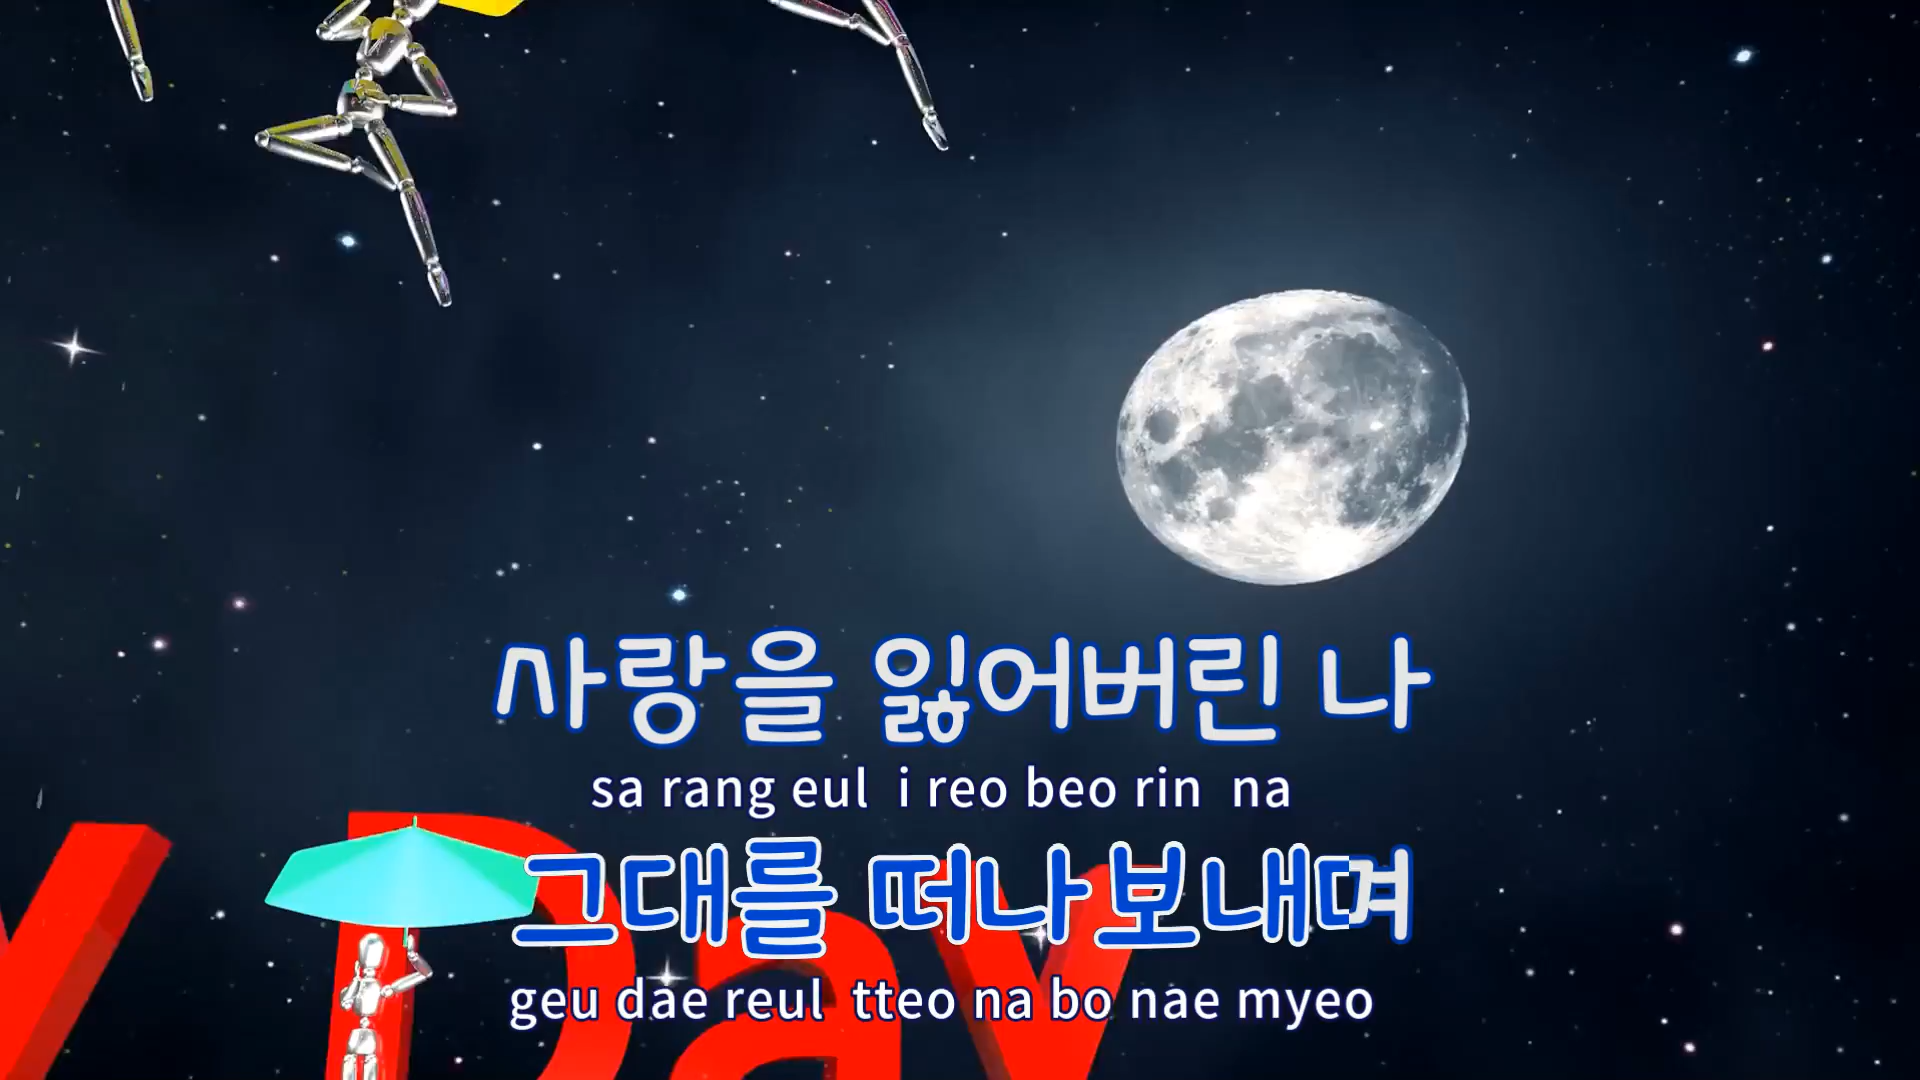 사랑을 잃어버린 나
sa rang eul i reo beo rin na
그대를 떠나보내며
geu dae reul tteo na bo nae myeo
y Day